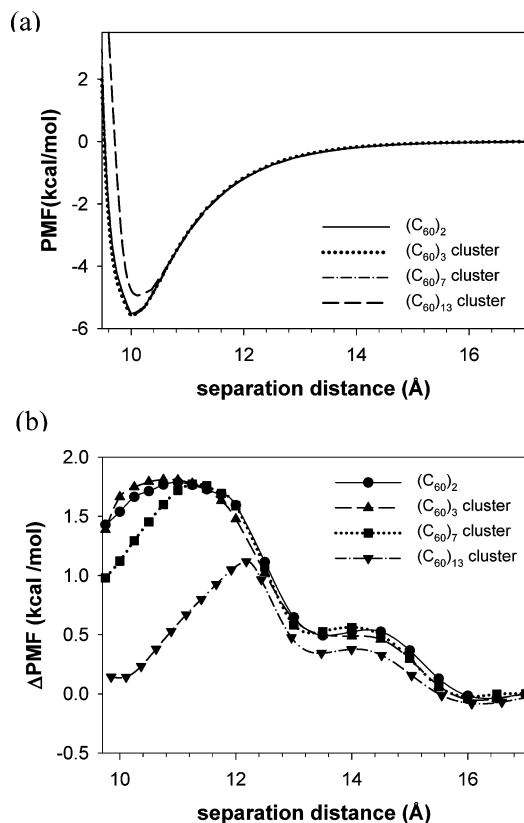 (a)
PMF(kcal/mol)
2
0
-2
-4
-6
(C60)2
(C60)3 cluster
(C60)7 cluster
(C60)13 cluster
10 12 14 16
separation distance (Å)
(b)
ΔPMF (kcal /mol)
2.0
1.5
1.0
0.5
0.0
-0.5
(C60)2
(C60)3 cluster
(C60)7 cluster
(C60)13 cluster
10 12 14 16
separation distance (Å)